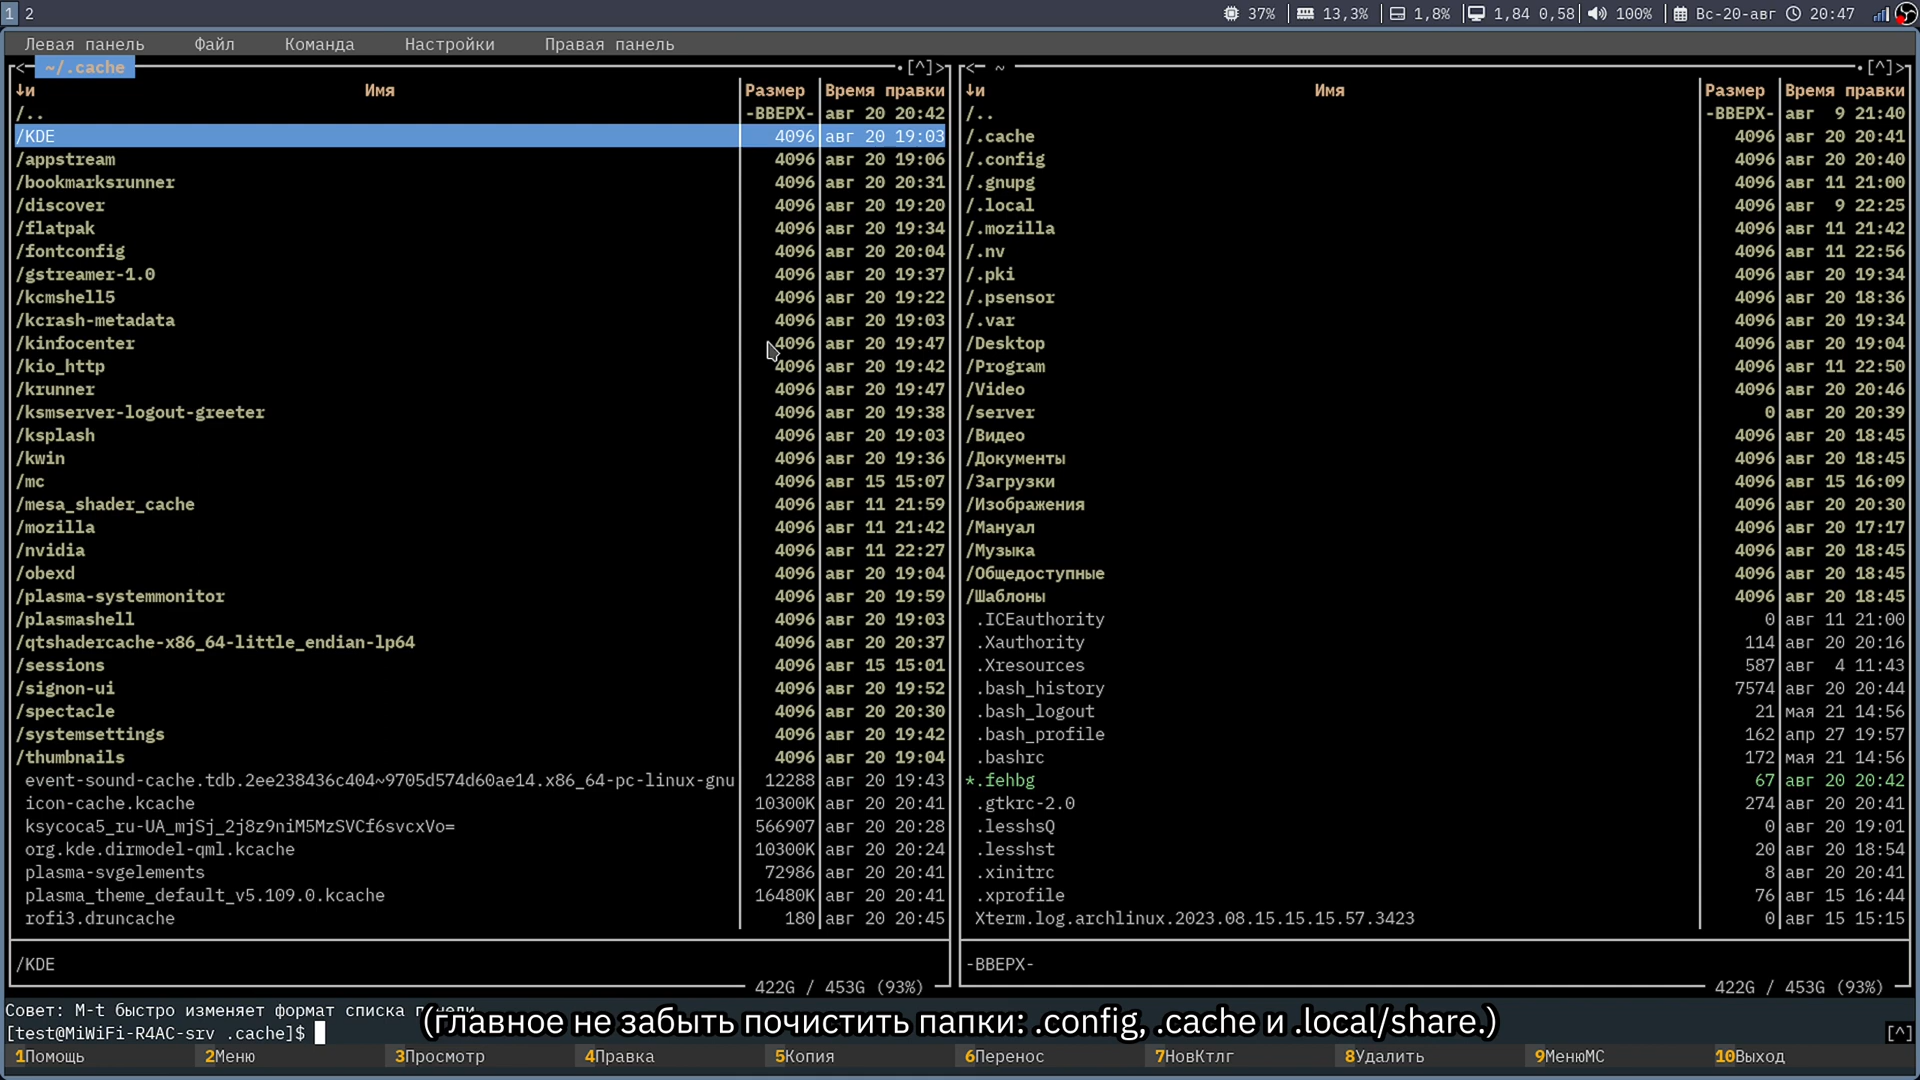 1 2 37% 13,3% 1,8% 1,84 0,58 100% Вс-20-авг 20:47
Левая панель Файл Команда Настройки Правая панель
<─ ~/.cache .[^]>
↓и Имя Размер Время правки
/.. -ВВЕРХ- авг 20 20:42
/KDE 4096 авг 20 19:03
/appstream 4096 авг 20 19:06
/bookmarksrunner 4096 авг 20 20:31
/discover 4096 авг 20 19:20
/flatpak 4096 авг 20 19:34
/fontconfig 4096 авг 20 20:04
/gstreamer-1.0 4096 авг 20 19:37
/kcmshell5 4096 авг 20 19:22
/kcrash-metadata 4096 авг 20 19:03
/kinfocenter 4096 авг 20 19:47
/kio_http 4096 авг 20 19:42
/krunner 4096 авг 20 19:47
/ksmserver-logout-greeter 4096 авг 20 19:38
/ksplash 4096 авг 20 19:03
/kwin 4096 авг 20 19:36
/mc 4096 авг 15 15:07
/mesa_shader_cache 4096 авг 11 21:59
/mozilla 4096 авг 11 21:42
/nvidia 4096 авг 11 22:27
/obexd 4096 авг 20 19:04
/plasma-systemmonitor 4096 авг 20 19:59
/plasmashell 4096 авг 20 19:03
/qtshadercache-x86_64-little_endian-lp64 4096 авг 20 20:37
/sessions 4096 авг 15 15:01
/signon-ui 4096 авг 20 19:52
/spectacle 4096 авг 20 20:30
/systemsettings 4096 авг 20 19:42
/thumbnails 4096 авг 20 19:04
event-sound-cache.tdb.2ee238436c404~9705d574d60ae14.x86_64-pc-linux-gnu 12288 авг 20 19:43
icon-cache.kcache 10300K авг 20 20:41
ksycoca5_ru-UA_mjSj_2j8z9niM5MzSVCf6svcxVo= 566907 авг 20 20:28
org.kde.dirmodel-qml.kcache 10300K авг 20 20:24
plasma-svgelements 72986 авг 20 20:41
plasma_theme_default_v5.109.0.kcache 16480K авг 20 20:41
rofi3.druncache 180 авг 20 20:45
/KDE
422G / 453G (93%)
<─ ~ .[^]>
↓и Имя Размер Время правки
/.. -ВВЕРХ- авг 9 21:40
/.cache 4096 авг 20 20:41
/.config 4096 авг 20 20:40
/.gnupg 4096 авг 11 21:00
/.local 4096 авг 9 22:25
/.mozilla 4096 авг 11 21:42
/.nv 4096 авг 11 22:56
/.pki 4096 авг 20 19:34
/.psensor 4096 авг 20 18:36
/.var 4096 авг 20 19:34
/Desktop 4096 авг 20 19:04
/Program 4096 авг 11 22:50
/Video 4096 авг 20 20:46
/server 0 авг 20 20:39
/Видео 4096 авг 20 18:45
/Документы 4096 авг 20 18:45
/Загрузки 4096 авг 15 16:09
/Изображения 4096 авг 20 20:30
/Мануал 4096 авг 20 17:17
/Музыка 4096 авг 20 18:45
/Общедоступные 4096 авг 20 18:45
/Шаблоны 4096 авг 20 18:45
.ICEauthority 0 авг 11 21:00
.Xauthority 114 авг 20 20:16
.Xresources 587 авг 4 11:43
.bash_history 7574 авг 20 20:44
.bash_logout 21 мая 21 14:56
.bash_profile 162 апр 27 19:57
.bashrc 172 мая 21 14:56
*.fehbg 67 авг 20 20:42
.gtkrc-2.0 274 авг 20 20:41
.lesshsQ 0 авг 20 19:01
.lesshst 20 авг 20 18:54
.xinitrc 8 авг 20 20:41
.xprofile 76 авг 15 16:44
Xterm.log.archlinux.2023.08.15.15.15.57.3423 0 авг 15 15:15
-ВВЕРХ-
422G / 453G (93%)
Совет: M-t быстро изменяет формат списка панели.
(главное не забыть почистить папки: .config, .cache и .local/share.)
[test@MiWiFi-R4AC-srv .cache]$ [^]
1Помощь 2Меню 3Просмотр 4Правка 5Копия 6Перенос 7НовКтлг 8Удалить 9МенюMC 10Выход